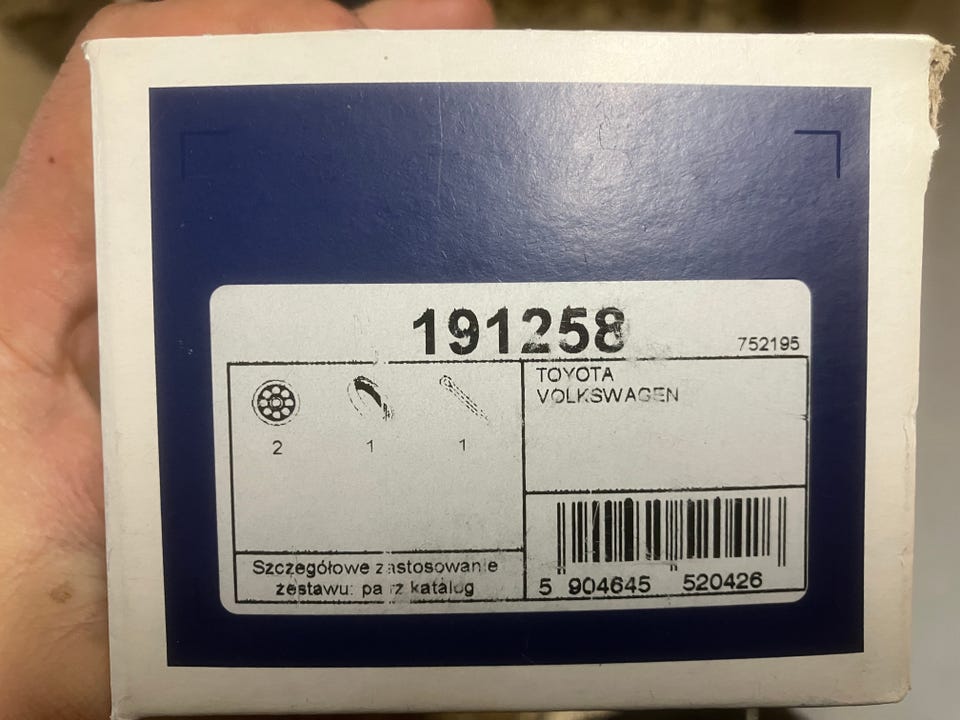 191258
752195
2
1
1
TOYOTA
VOLKSWAGEN
Szczegółowe zastosowanie
zestawu: patrz katalog
5 904645 520426